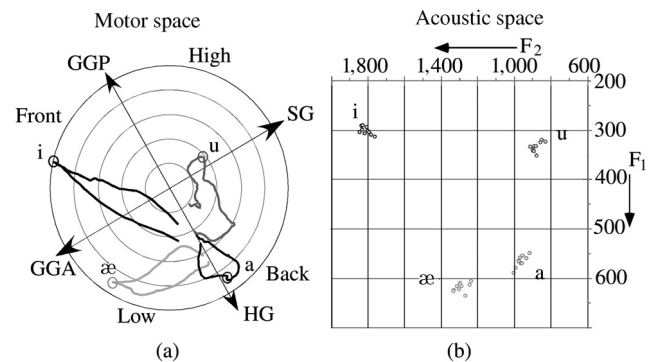 Motor space
GGP
High
Front
SG
i
u
GGA
æ
a
Back
Low
HG
(a)
Acoustic space
F2
1,800
1,400
1,000
600
200
i
300
u
F1
400
500
æ
a
600
(b)